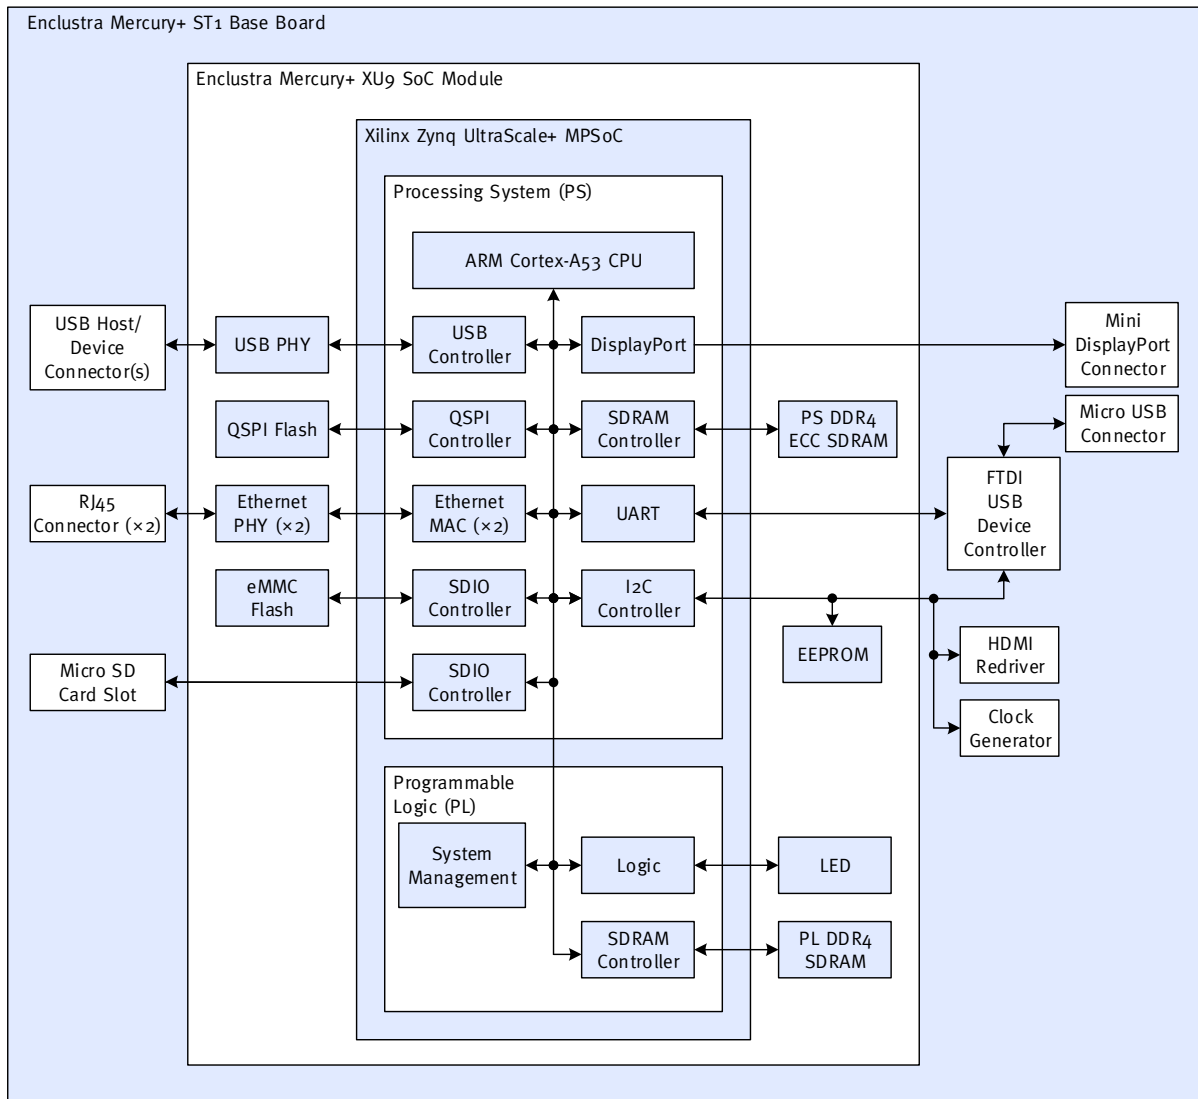 Enclustra Mercury+ ST1 Base Board
Enclustra Mercury+ XU9 SoC Module
Xilinx Zynq UltraScale+ MPSoC
Processing System (PS)
ARM Cortex-A53 CPU
USB Host/
Device
Connector(s)
USB PHY
USB
Controller
DisplayPort
Mini
DisplayPort
Connector
QSPI Flash
QSPI
Controller
SDRAM
Controller
PS DDR4
ECC SDRAM
Micro USB
Connector
RJ45
Connector (×2)
Ethernet
PHY (×2)
Ethernet
MAC (×2)
UART
FTDI
USB
Device
Controller
eMMC
Flash
SDIO
Controller
I2C
Controller
EEPROM
HDMI
Redriver
Micro SD
Card Slot
SDIO
Controller
Clock
Generator
Programmable
Logic (PL)
System
Management
Logic
LED
SDRAM
Controller
PL DDR4
SDRAM